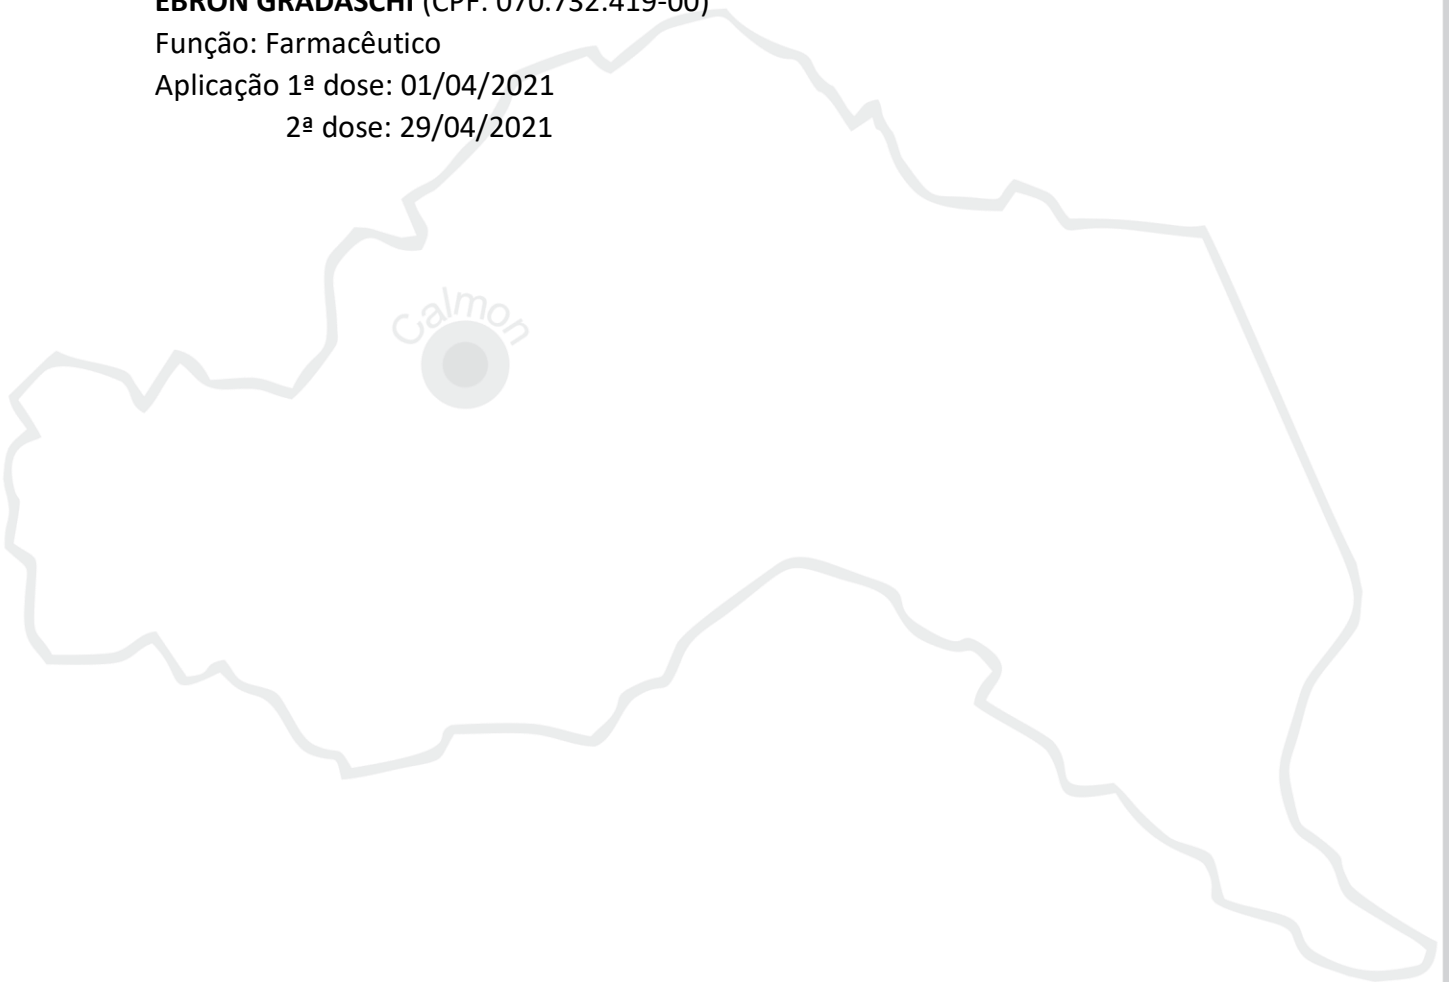 EBRON GRADASCHI (CPF: 070.732.419-00)
Função: Farmacêutico
Aplicação 1ª dose: 01/04/2021
2ª dose: 29/04/2021
Calmon